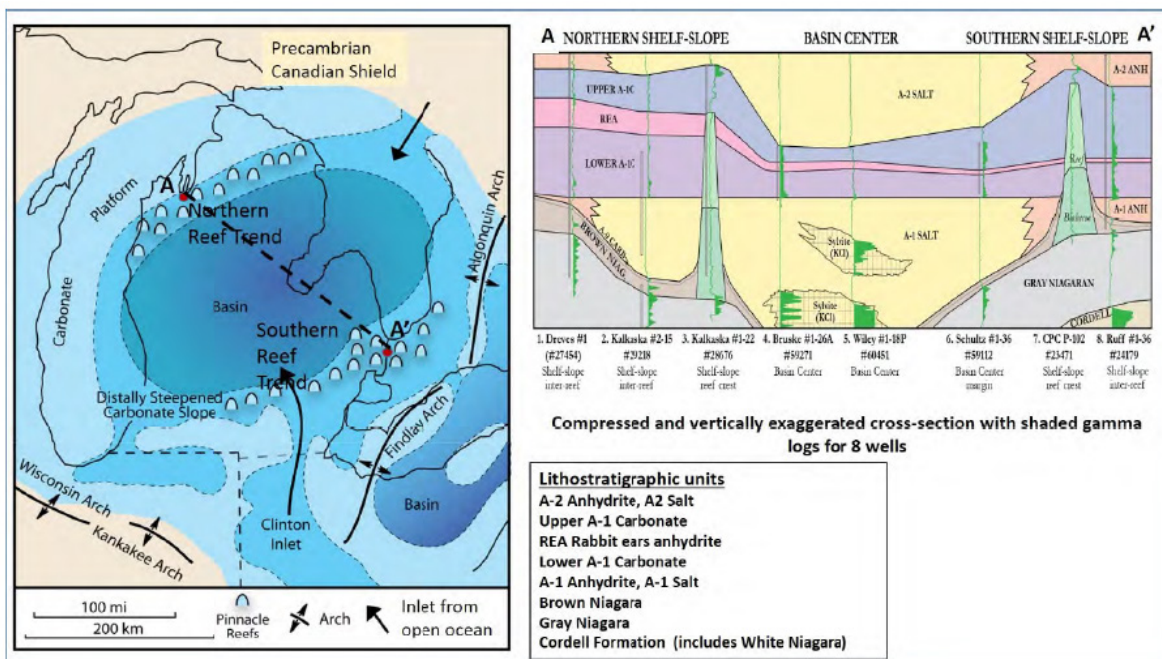 Precambrian
Canadian Shield
A
Platform
Northern
Reef Trend
Carbonate
Algonquin Arch
Basin
A'
Southern
Reef
Trend
Distally Steepened
Carbonate Slope
Findlay Arch
Wisconsin Arch
Kankakee Arch
Clinton
Inlet
Basin
100 mi
200 km
Pinnacle
Reefs
Arch
Inlet from
open ocean
A NORTHERN SHELF-SLOPE BASIN CENTER SOUTHERN SHELF-SLOPE A'
A-2 ANH
UPPER A-1C
A-2 SALT
REA
LOWER A-1C
Reef
Bioherm
A-1 ANH
A-0 CARB
BROWN NIAG.
A-1 SALT
Sylvite
(KCl)
GRAY NIAGARAN
Sylvite
(KCl)
CORDELL
1. Dreves #1 2. Kalkaska #2-15 3. Kalkaska #1-22 4. Bruske #1-26A 5. Wiley #1-18P 6. Schultz #1-36 7. CPC P-102 8. Ruff #1-36
(#27454) #29218 #28676 #59271 #60451 #59112 #23471 #24179
Shelf-slope Shelf-slope Shelf-slope Basin Center Basin Center Basin Center Shelf-slope Shelf-slope
inter-reef inter-reef reef crest margin reef crest inter-reef
Compressed and vertically exaggerated cross-section with shaded gamma
logs for 8 wells
Lithostratigraphic units
A-2 Anhydrite, A2 Salt
Upper A-1 Carbonate
REA Rabbit ears anhydrite
Lower A-1 Carbonate
A-1 Anhydrite, A-1 Salt
Brown Niagara
Gray Niagara
Cordell Formation (includes White Niagara)